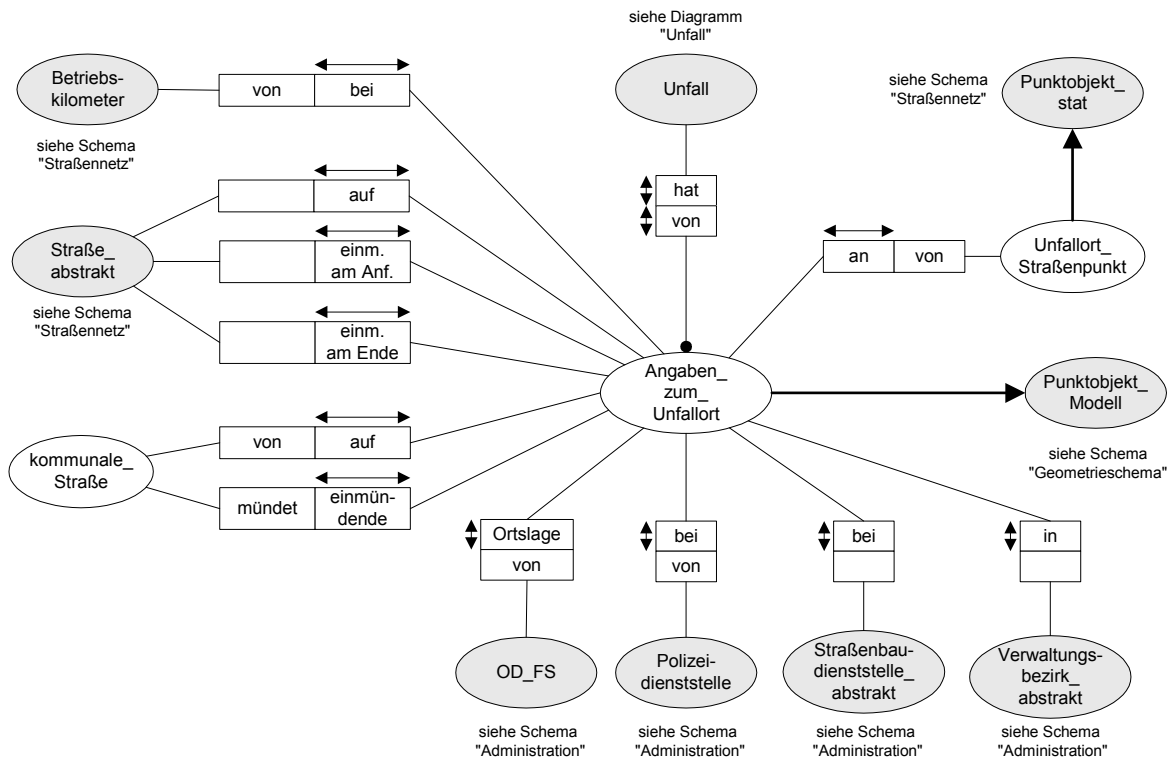 siehe Diagramm
"Unfall"
Betriebs-
kilometer
von
bei
siehe Schema
"Straßennetz"
Unfall
siehe Schema
"Straßennetz"
Punktobjekt_
stat
hat
von
auf
Straße_
abstrakt
einm.
am Anf.
siehe Schema
"Straßennetz"
einm.
am Ende
an
von
Unfallort_
Straßenpunkt
Angaben_
zum_
Unfallort
Punktobjekt_
Modell
siehe Schema
"Geometrieschema"
kommunale_
Straße
von
auf
mündet
einmün-
dende
Ortslage
von
bei
von
bei
in
OD_FS
Polizei-
dienststelle
Straßenbau-
dienststelle_
abstrakt
Verwaltungs-
bezirk_
abstrakt
siehe Schema
"Administration"
siehe Schema
"Administration"
siehe Schema
"Administration"
siehe Schema
"Administration"